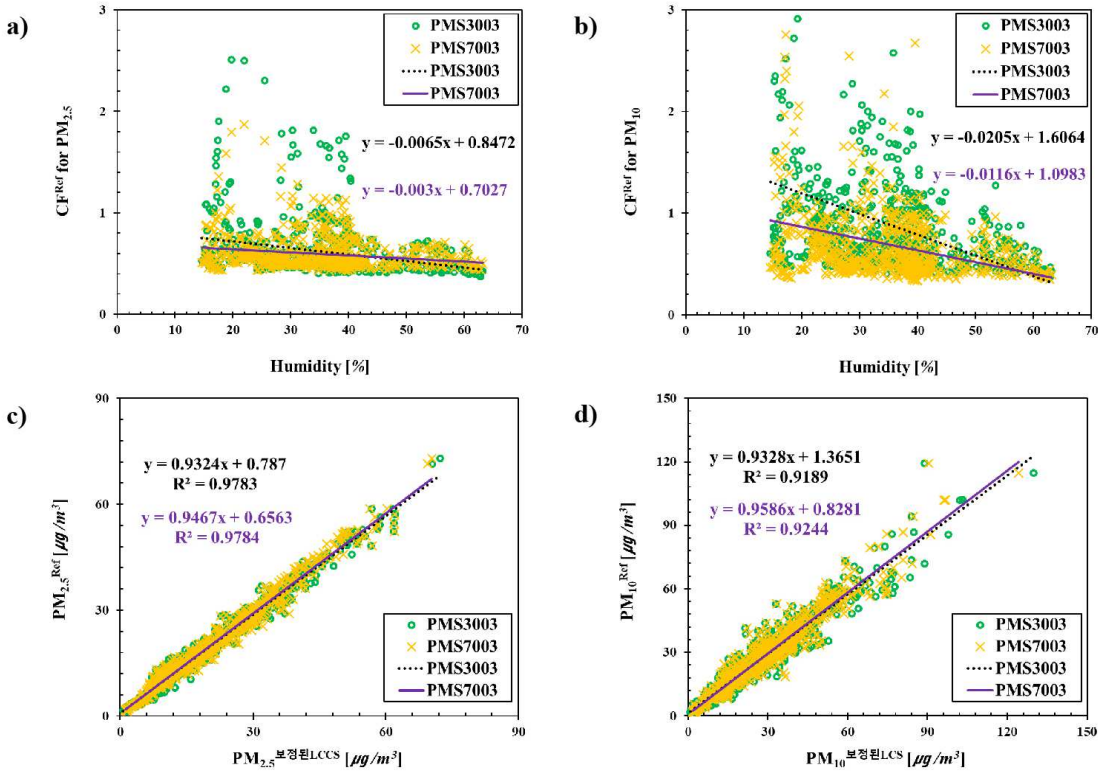 a)
3
2
1
0
0
10
20
30
40
50
60
70
CF^Ref for PM2.5
Humidity [%]
PMS3003
PMS7003
PMS3003
PMS7003
y = -0.0065x + 0.8472
y = -0.003x + 0.7027
b)
3
2
1
0
0
10
20
30
40
50
60
70
CF^Ref for PM10
Humidity [%]
PMS3003
PMS7003
PMS3003
PMS7003
y = -0.0205x + 1.6064
y = -0.0116x + 1.0983
c)
90
60
30
0
0
30
60
90
PM2.5^Ref [μg/m³]
PM2.5^보정된LCCS [μg/m³]
y = 0.9324x + 0.787
R² = 0.9783
y = 0.9467x + 0.6563
R² = 0.9784
PMS3003
PMS7003
PMS3003
PMS7003
d)
150
120
90
60
30
0
0
30
60
90
120
150
PM10^Ref [μg/m³]
PM10^보정된LCS [μg/m³]
y = 0.9328x + 1.3651
R² = 0.9189
y = 0.9586x + 0.8281
R² = 0.9244
PMS3003
PMS7003
PMS3003
PMS7003